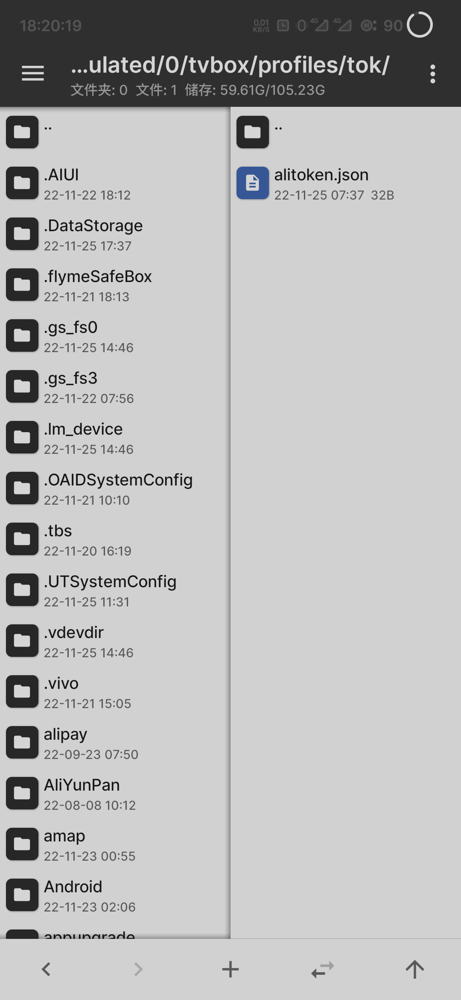 18:20:19
0.01 KB/S
4G
4G
H
90
...ulated/0/tvbox/profiles/tok/
文件夹: 0 文件: 1 储存: 59.61G/105.23G
..
.AIUI
22-11-22 18:12
.DataStorage
22-11-25 17:37
.flymeSafeBox
22-11-21 18:13
.gs_fs0
22-11-25 14:46
.gs_fs3
22-11-22 07:56
.lm_device
22-11-25 14:46
.OAIDSystemConfig
22-11-21 10:10
.tbs
22-11-20 16:19
.UTSystemConfig
22-11-25 11:31
.vdevdir
22-11-25 14:46
.vivo
22-11-21 15:05
alipay
22-09-23 07:50
AliYunPan
22-08-08 10:12
amap
22-11-23 00:55
Android
22-11-23 02:06
appupgrade
..
alitoken.json
22-11-25 07:37 32B